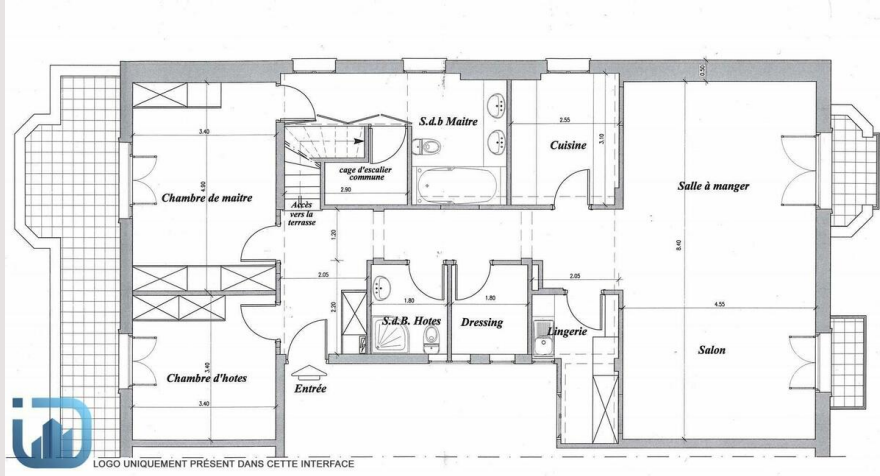 0.50
3.40
S.d.b Maitre
2.55
3.10
Cuisine
cage d'escalier
commune
2.90
Chambre de maitre
4.90
Salle à manger
Accès
vers la
terrasse
1.20
8.40
2.05
2.05
1.80
1.80
2.20
4.55
S.d.B. Hotes
Dressing
Lingerie
Salon
3.40
Chambre d'hotes
3.40
Entrée
LOGO UNIQUEMENT PRÉSENT DANS CETTE INTERFACE